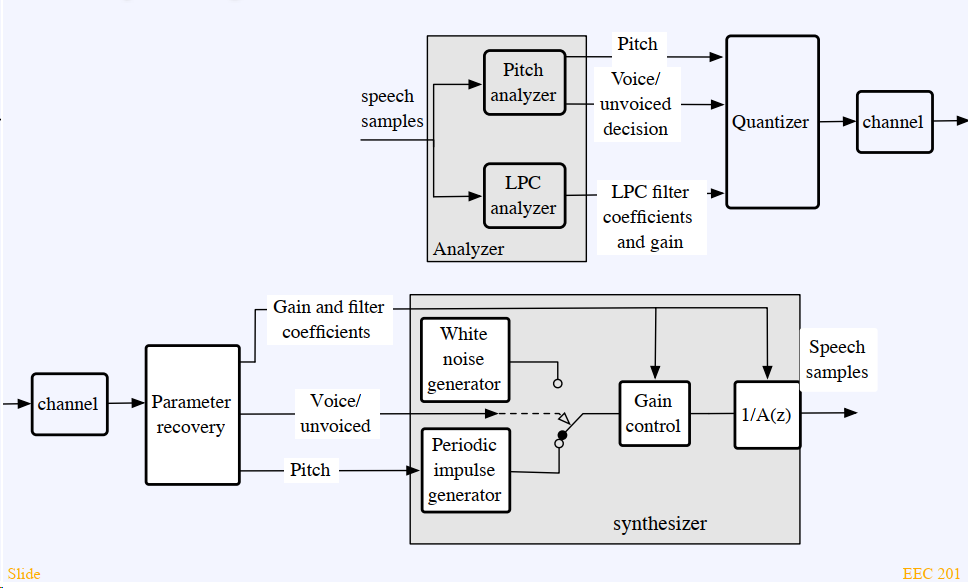 Pitch
Pitch
analyzer
Voice/
unvoiced
decision
speech
samples
Quantizer
channel
LPC
analyzer
LPC filter
coefficients
and gain
Analyzer
Gain and filter
coefficients
White
noise
generator
Speech
samples
channel
Parameter
recovery
Voice/
unvoiced
Gain
control
1/A(z)
Pitch
Periodic
impulse
generator
synthesizer
Slide
EEC 201